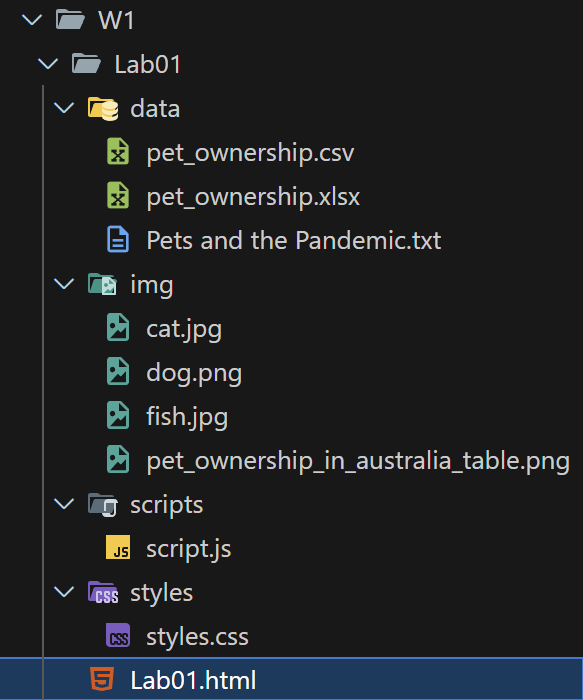 W1
Lab01
data
pet_ownership.csv
pet_ownership.xlsx
Pets and the Pandemic.txt
img
cat.jpg
dog.png
fish.jpg
pet_ownership_in_australia_table.png
scripts
JS script.js
CSS styles
CSS styles.css
5 Lab01.html